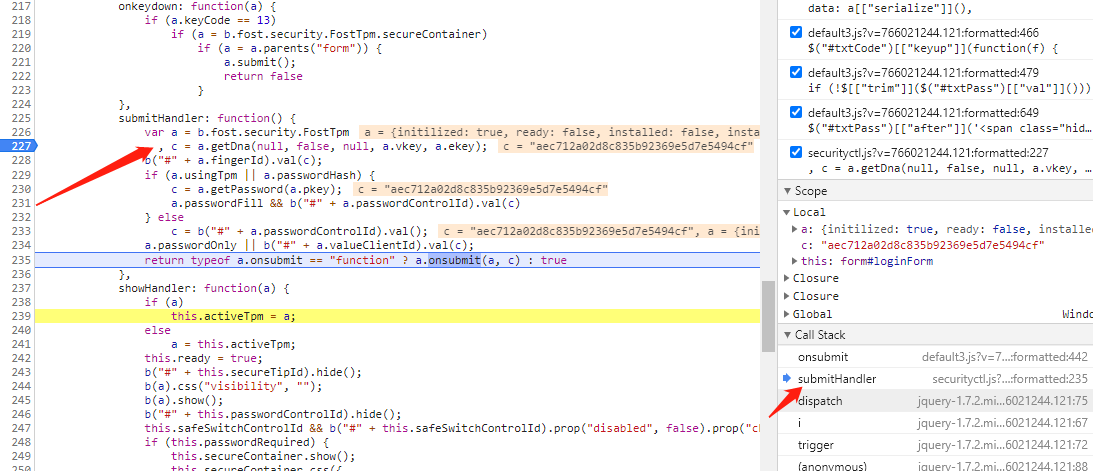 217 onkeydown: function(a) {
218 if (a.keyCode == 13)
219 if (a = b.fost.security.FostTpm.secureContainer)
220 if (a = a.parents("form")) {
221 a.submit();
222 return false
223 }
224 },
225 submitHandler: function() {
226 var a = b.fost.security.FostTpm a = {initilized: true, ready: false, installed: false, insta
227 , c = a.getDna(null, false, null, a.vkey, a.ekey); c = "aec712a02d8c835b92369e5d7e5494cf"
228 b("#" + a.fingerId).val(c);
229 if (a.usingTpm || a.passwordHash) {
230 c = a.getPassword(a.pkey); c = "aec712a02d8c835b92369e5d7e5494cf"
231 a.passwordFill && b("#" + a.passwordControlId).val(c)
232 } else
233 c = b("#" + a.passwordControlId).val(); c = "aec712a02d8c835b92369e5d7e5494cf", a = {ini
234 a.passwordOnly || b("#" + a.valueClientId).val(c);
235 return typeof a.onsubmit == "function" ? a.onsubmit(a, c) : true
236 },
237 showHandler: function(a) {
238 if (a)
239 this.activeTpm = a;
240 else
241 a = this.activeTpm;
242 this.ready = true;
243 b("#" + this.secureTipId).hide();
244 b(a).css("visibility", "");
245 b(a).show();
246 b("#" + this.passwordControlId).hide();
247 this.safeSwitchControlId && b("#" + this.safeSwitchControlId).prop("disabled", false).prop("c
248 if (this.passwordRequired) {
249 this.secureContainer.show();
250 this.secureContainer.css({
data: a[["serialize"]](),
default3.js?v=766021244.121:formatted:466
$("#txtCode")[["keyup"]](function(f) {
default3.js?v=766021244.121:formatted:479
if (!$[["trim"]]($("#txtPass")[["val"]]()))
default3.js?v=766021244.121:formatted:649
$("#txtPass")[["after"]]('<span class="hid…
securityctl.js?v=766021244.121:formatted:227
, c = a.getDna(null, false, null, a.vkey, …
Scope
Local
a: {initilized: true, ready: false, installed
c: "aec712a02d8c835b92369e5d7e5494cf"
this: form#loginForm
Closure
Closure
Global Windo
Call Stack
onsubmit default3.js?v=7…:formatted:442
submitHandler securityctl.js?…:formatted:235
dispatch jquery-1.7.2.mi…6021244.121:75
i jquery-1.7.2.mi…6021244.121:67
trigger jquery-1.7.2.mi…6021244.121:72
(anonymous) jquery-1.7.2.mi…6021244.121:88